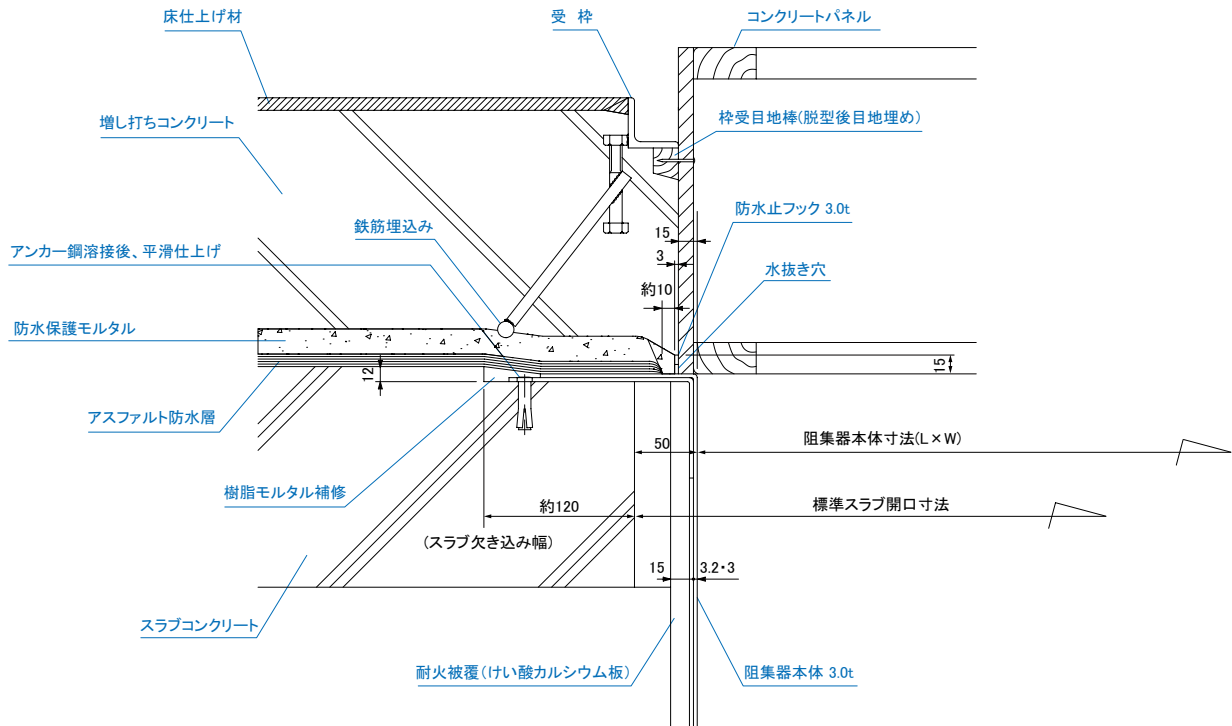 床仕上げ材
受 枠
コンクリートパネル
増し打ちコンクリート
枠受目地棒(脱型後目地埋め)
鉄筋埋込み
防水止フック 3.0t
アンカー鋼溶接後、平滑仕上げ
15
3
水抜き穴
約10
防水保護モルタル
12
15
アスファルト防水層
50
阻集器本体寸法(L×W)
樹脂モルタル補修
約120
標準スラブ開口寸法
(スラブ欠き込み幅)
15
3.2・3
スラブコンクリート
耐火被覆(けい酸カルシウム板)
阻集器本体 3.0t